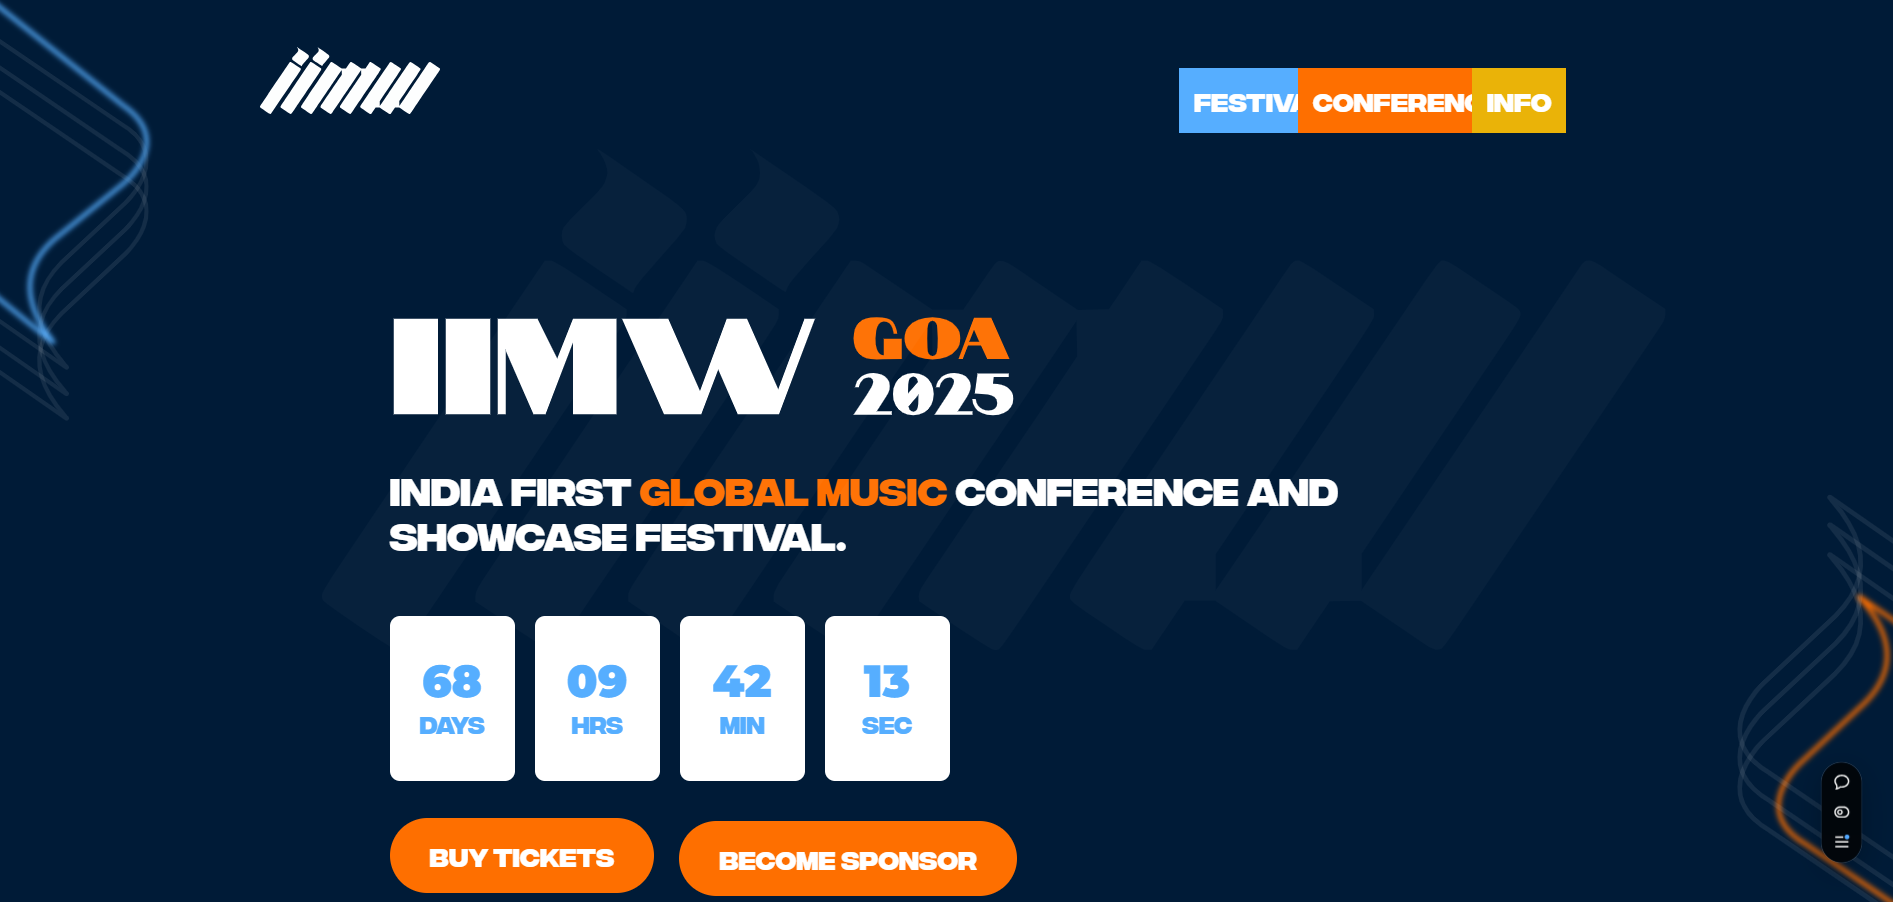 iimw
FESTIVA CONFERENC INFO
IIMW GOA
2025
INDIA FIRST GLOBAL MUSIC CONFERENCE AND
SHOWCASE FESTIVAL.
68 09 42 13
DAYS HRS MIN SEC
BUY TICKETS BECOME SPONSOR